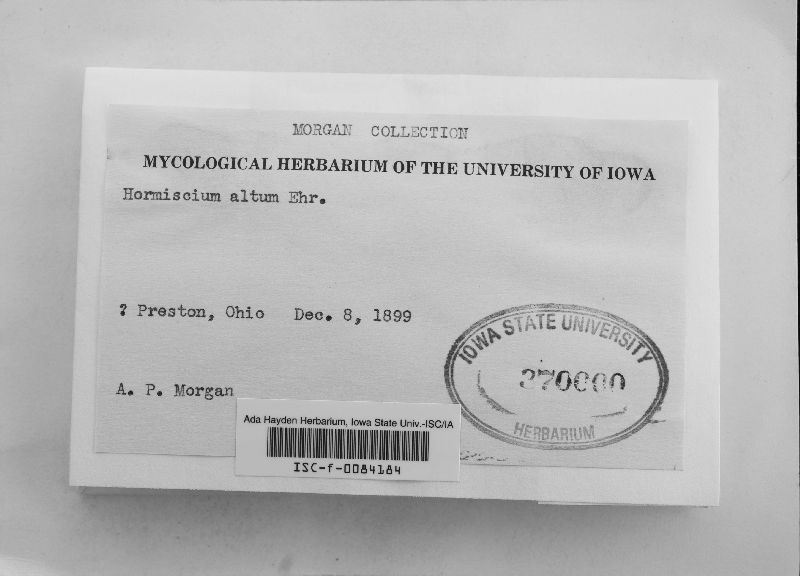 MORGAN COLLECTION
MYCOLOGICAL HERBARIUM OF THE UNIVERSITY OF IOWA
Hormiscium altum Ehr.
? Preston, Ohio Dec. 8, 1899
A. P. Morgan
IOWA STATE UNIVERSITY
370000
HERBARIUM
Ada Hayden Herbarium, Iowa State Univ.-ISC/IA
ISC-f-0084184